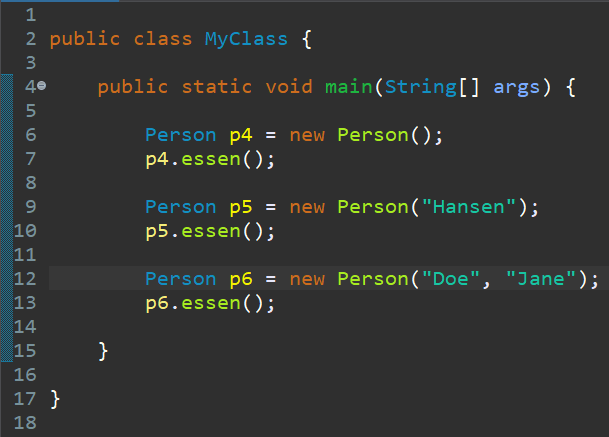 1
2 public class MyClass {
3
4 public static void main(String[] args) {
5
6 Person p4 = new Person();
7 p4.essen();
8
9 Person p5 = new Person("Hansen");
10 p5.essen();
11
12 Person p6 = new Person("Doe", "Jane");
13 p6.essen();
14
15 }
16
17 }
18